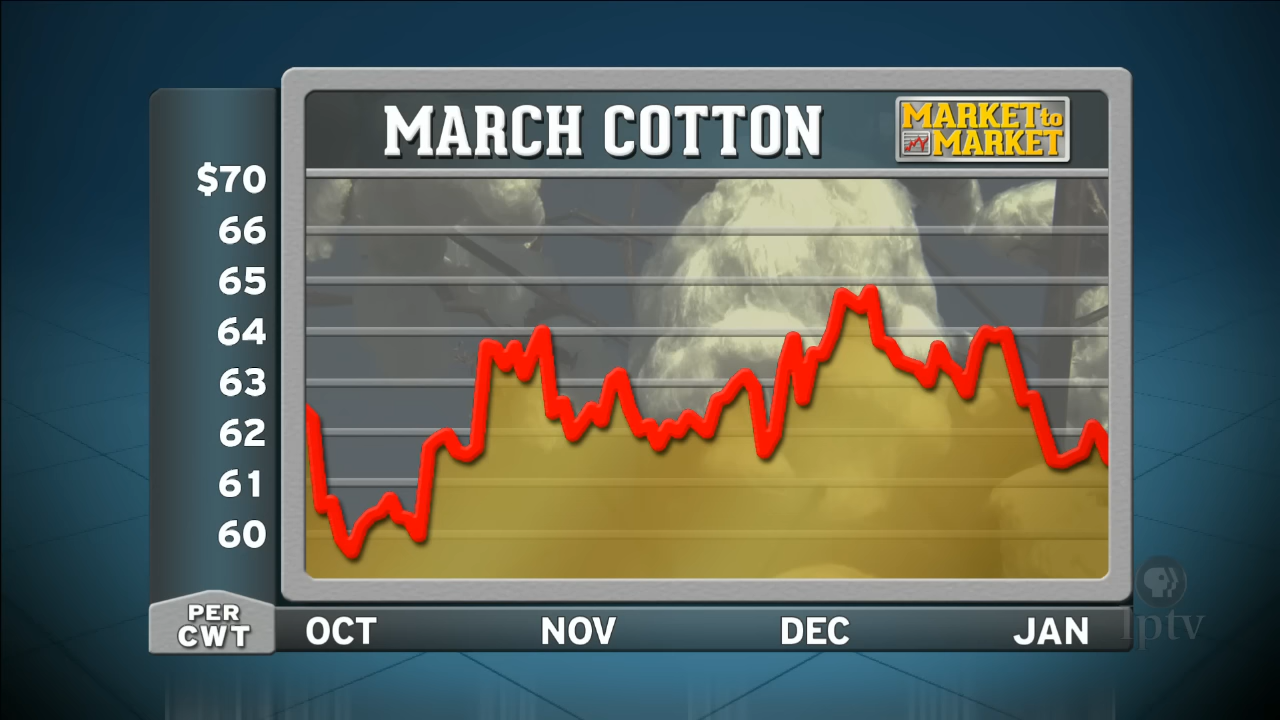 MARCH COTTON
MARKET to
MARKET
$70
66
65
64
63
62
61
60
PER
CWT
OCT NOV DEC JAN
Iptv